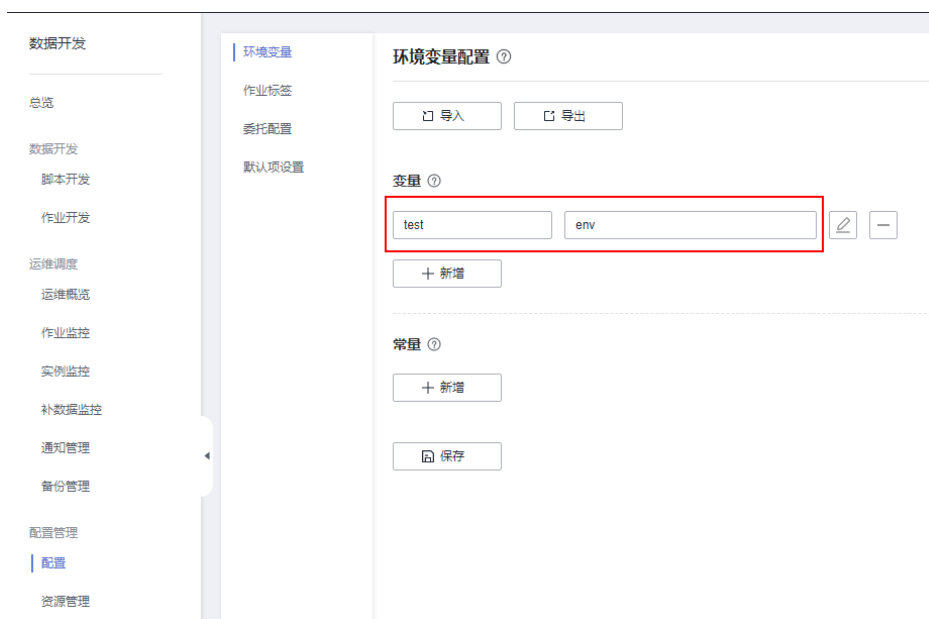 数据开发
总览
数据开发
脚本开发
作业开发
运维调度
运维概览
作业监控
实例监控
补数据监控
通知管理
备份管理
配置管理
配置
资源管理
环境变量
作业标签
委托配置
默认项设置
环境变量配置
导入 导出
变量
test env
新增
常量
新增
保存